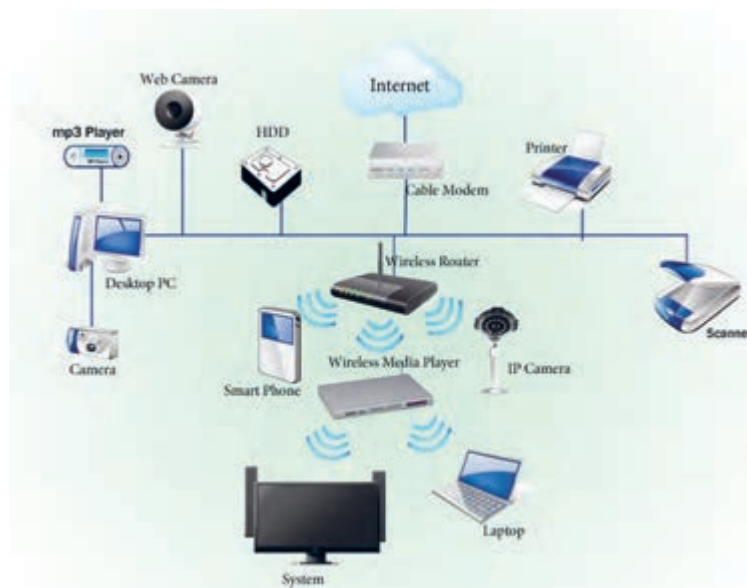 Internet
Web Camera
mp3 Player
HDD
Printer
Cable Modem
Wireless Router
Desktop PC
Scanne
Camera
Smart Phone
Wireless Media Player
IP Camera
Laptop
System